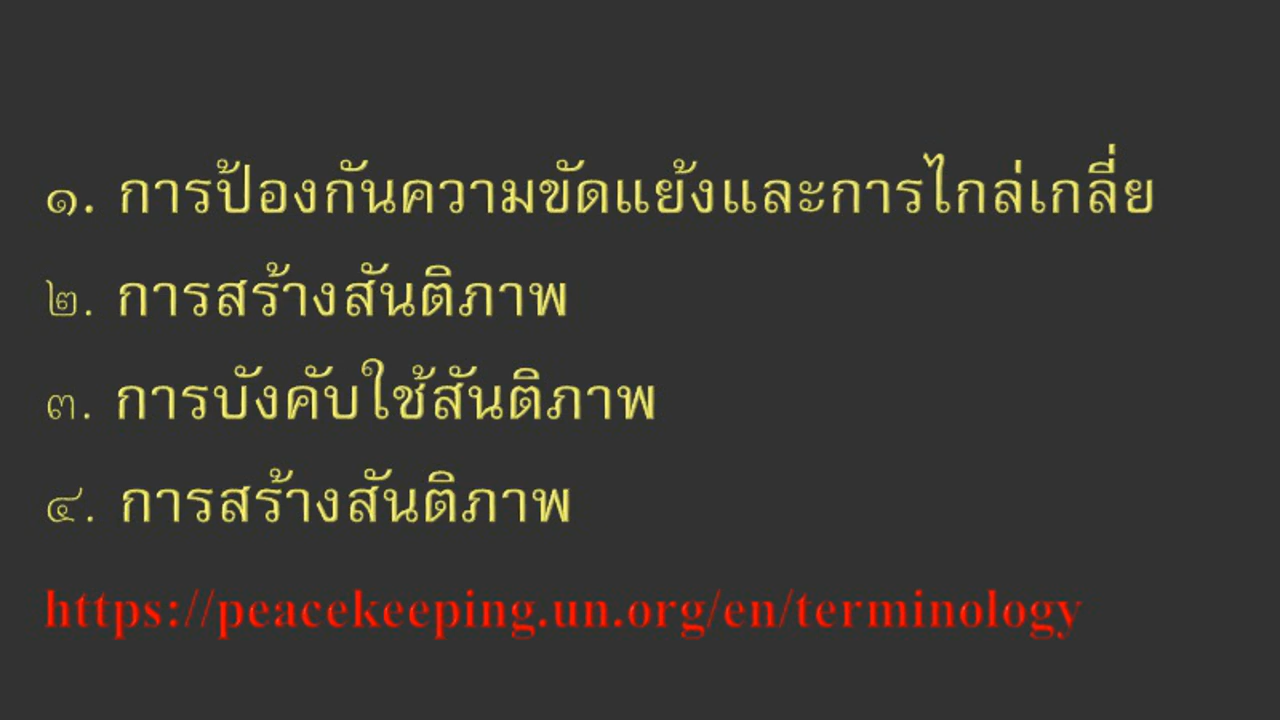 ๑. การป้องกันความขัดแย้งและการไกล่เกลี่ย
๒. การสร้างสันติภาพ
๓. การบังคับใช้สันติภาพ
๔. การสร้างสันติภาพ
https://peacekeeping.un.org/en/terminology